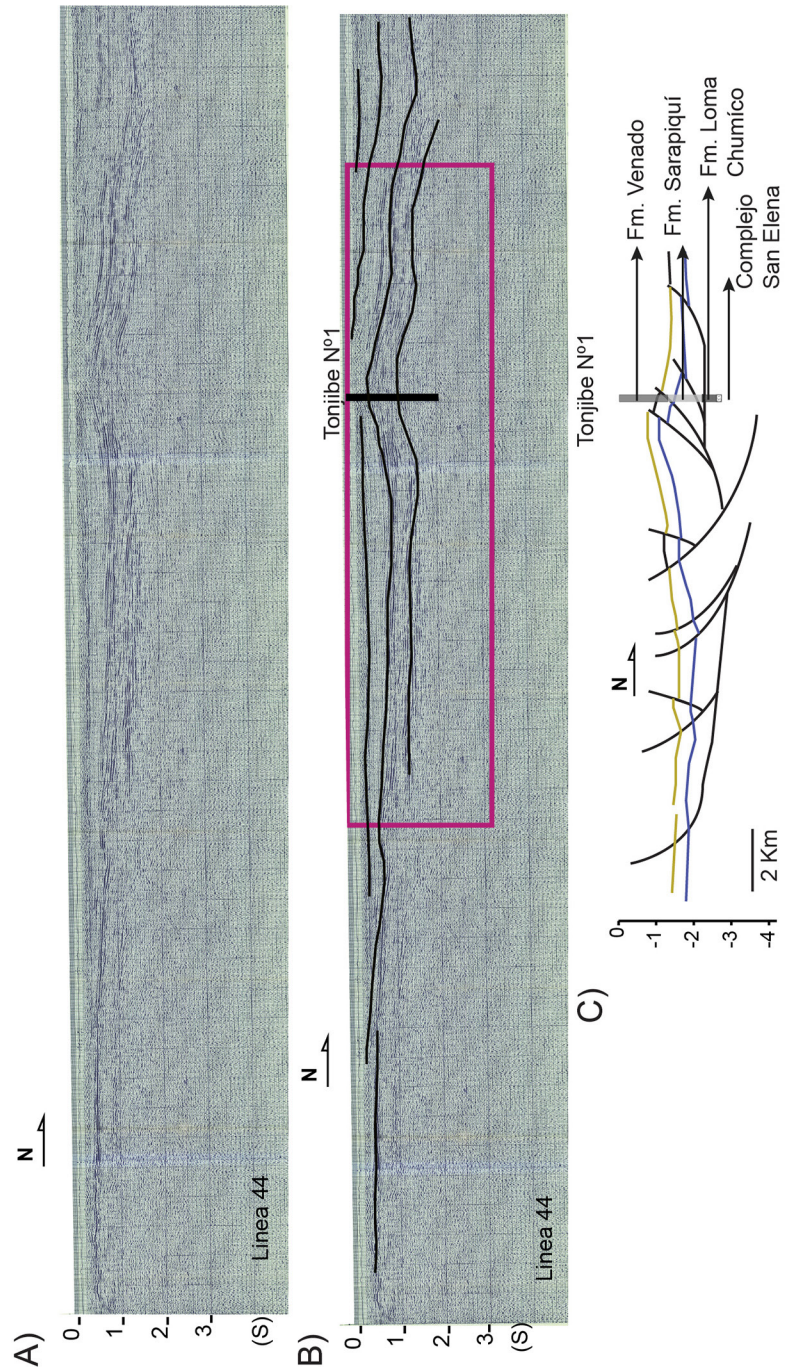 A)
N
0
1
2
3
(S)
Linea 44
B)
N
Tonjibe Nº1
0
1
2
3
(S)
Linea 44
C)
N
Tonjibe Nº1
Fm. Venado
Fm. Sarapiquí
Fm. Loma
Chumíco
Complejo
San Elena
0
-1
-2
-3
-4
2 Km